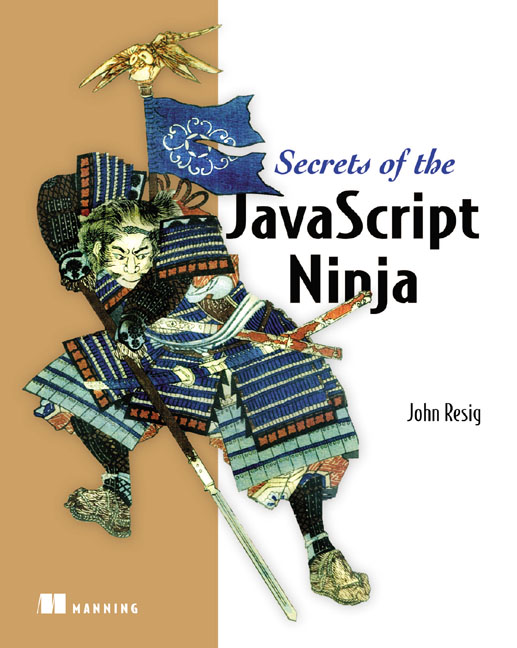 Secrets of the
JavaScript
Ninja
John Resig
MANNING